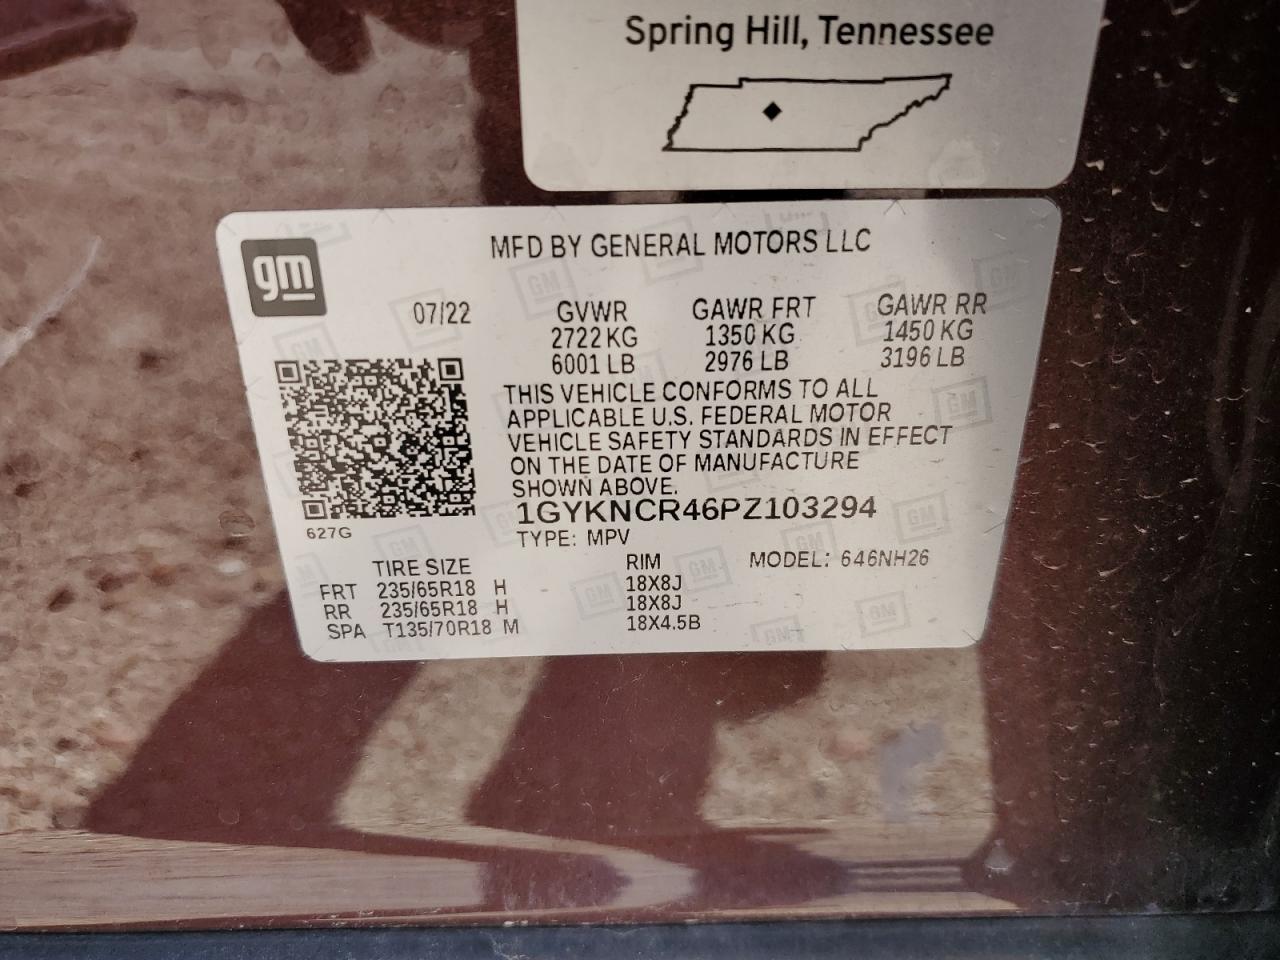 Spring Hill, Tennessee
gm
MFD BY GENERAL MOTORS LLC
07/22 GVWR GAWR FRT GAWR RR
2722 KG 1350 KG 1450 KG
6001 LB 2976 LB 3196 LB
THIS VEHICLE CONFORMS TO ALL
APPLICABLE U.S. FEDERAL MOTOR
VEHICLE SAFETY STANDARDS IN EFFECT
ON THE DATE OF MANUFACTURE
SHOWN ABOVE.
1GYKNCR46PZ103294
627G
TYPE: MPV
TIRE SIZE RIM MODEL: 646NH26
FRT 235/65R18 H 18X8J
RR 235/65R18 H 18X8J
SPA T135/70R18 M 18X4.5B